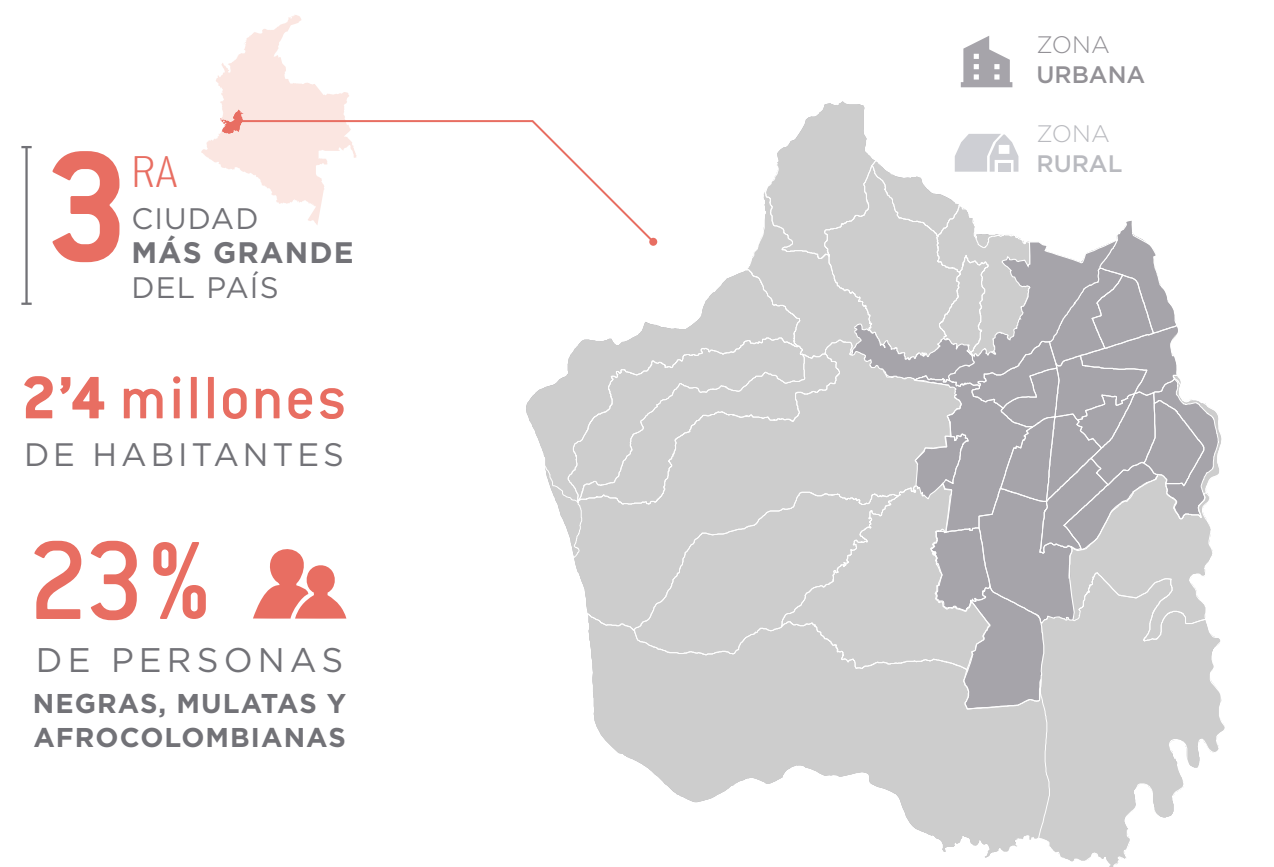 3 RA
CIUDAD
MÁS GRANDE
DEL PAÍS
2’4 millones
DE HABITANTES
23%
DE PERSONAS
NEGRAS, MULATAS Y
AFROCOLOMBIANAS
ZONA
URBANA
ZONA
RURAL